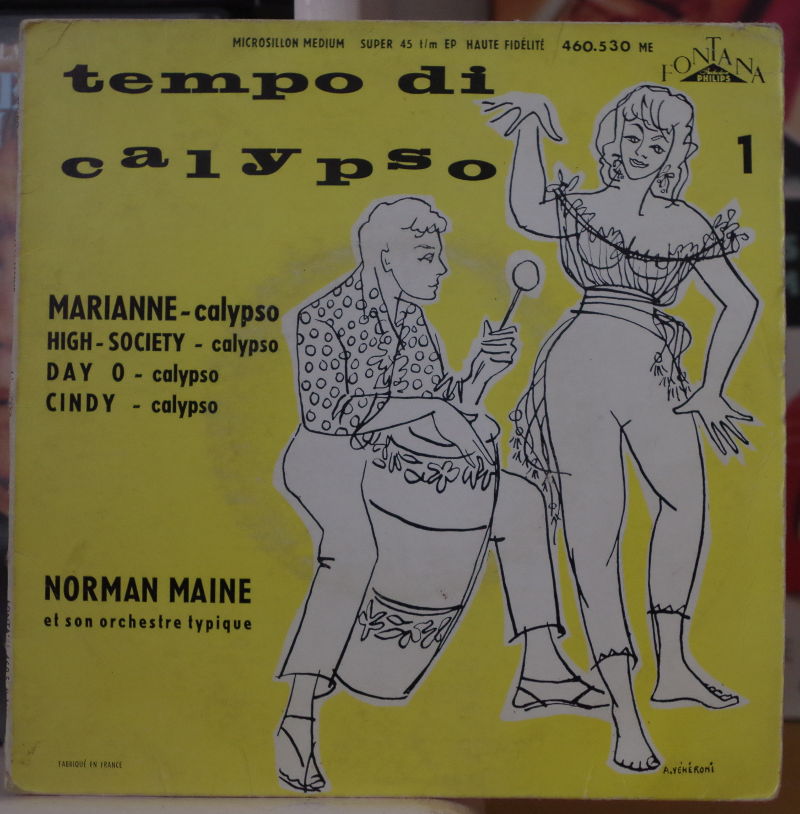 MICROSILLON MEDIUM SUPER 45 t/m EP HAUTE FIDÉLITÉ 460.530 ME
FONTANA
PHILIPS
tempo di
calypso
1
MARIANNE - calypso
HIGH - SOCIETY - calypso
DAY O - calypso
CINDY - calypso
NORMAN MAINE
et son orchestre typique
FABRIQUÉ EN FRANCE
A. VÉHÉRONÉ